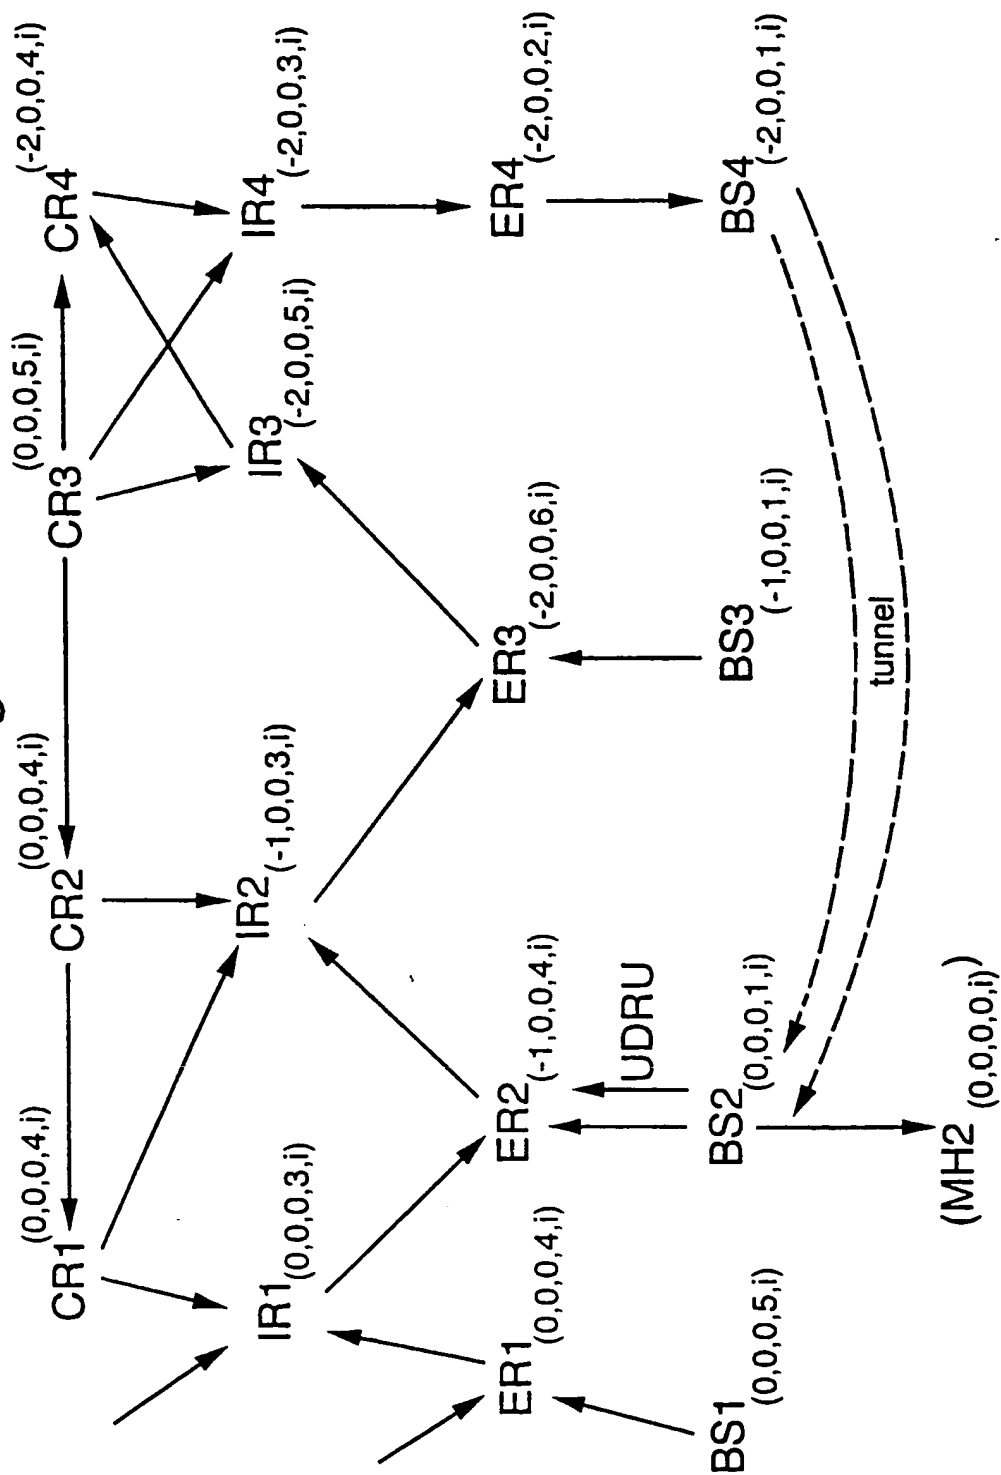 CR1 (0,0,0,4,i)
CR2 (0,0,0,4,i)
CR3 (0,0,0,5,i)
CR4 (-2,0,0,4,i)
IR1 (0,0,0,3,i)
IR2 (-1,0,0,3,i)
IR3 (-2,0,0,5,i)
IR4 (-2,0,0,3,i)
ER1 (0,0,0,4,i)
ER2 (-1,0,0,4,i)
ER3 (-2,0,0,6,i)
ER4 (-2,0,0,2,i)
UDRU
BS1 (0,0,0,5,i)
BS2 (0,0,0,1,i)
BS3 (-1,0,0,1,i)
BS4 (-2,0,0,1,i)
tunnel
(MH2 (0,0,0,0,i))